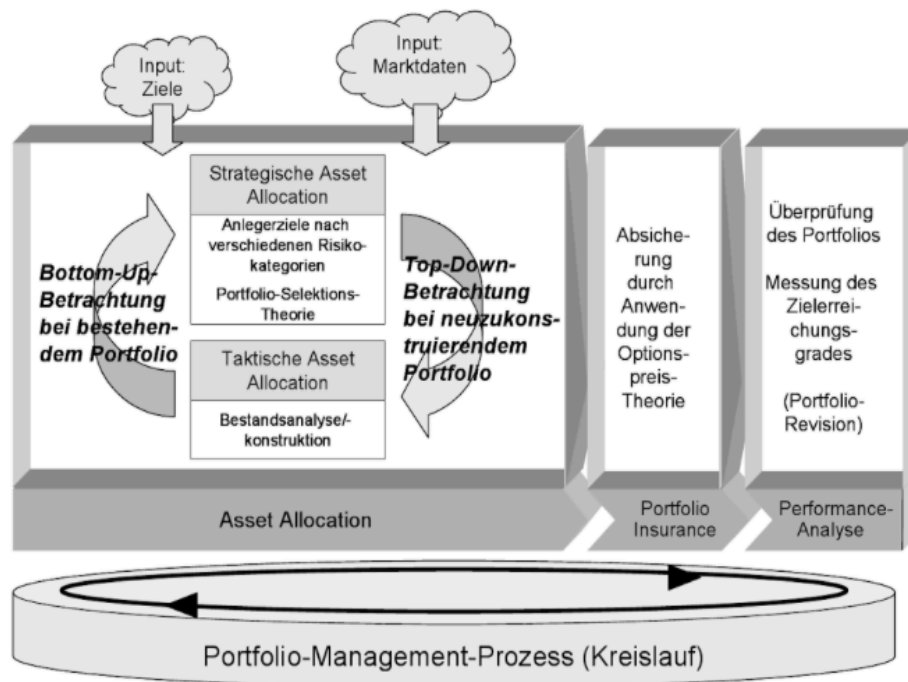 Input:
Ziele
Input:
Marktdaten
Strategische Asset
Allocation
Anlegerziele nach
verschiedenen Risiko-
kategorien
Portfolio-Selektions-
Theorie
Bottom-Up-
Betrachtung
bei bestehen-
dem Portfolio
Top-Down-
Betrachtung
bei neuzukons-
truierendem
Portfolio
Taktische Asset
Allocation
Bestandsanalyse/-
konstruktion
Absiche-
rung
durch
Anwen-
dung der
Options-
preis-
Theorie
Überprüfung
des Portfolios
Messung des
Zielerrei-
chungs-
grades
(Portfolio-
Revision)
Asset Allocation
Portfolio
Insurance
Performance-
Analyse
Portfolio-Management-Prozess (Kreislauf)